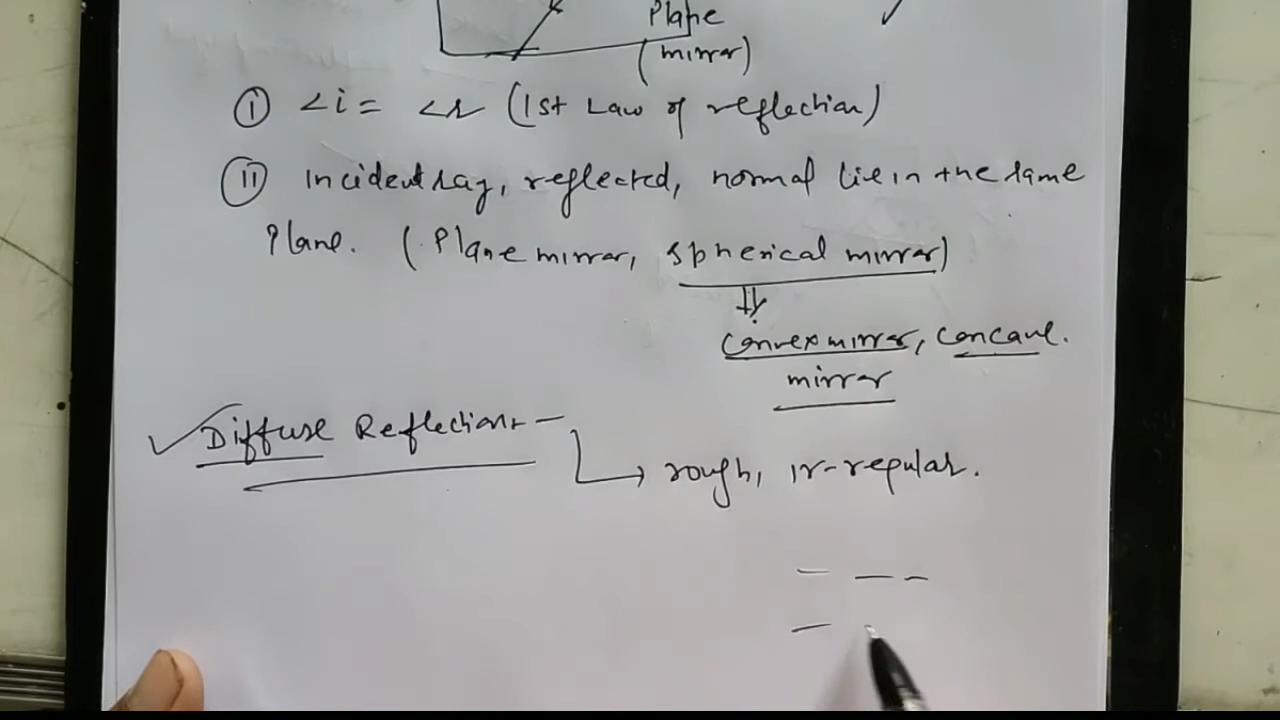 Plane
(mirror)
(i) <i = <r (1st Law of reflection)
(ii) Incident ray, reflected, normal lie in the same
Plane. (Plane mirror, spherical mirror)
convex mirror, concave.
mirror
Diffuse Reflection:-
rough, ir-regular.